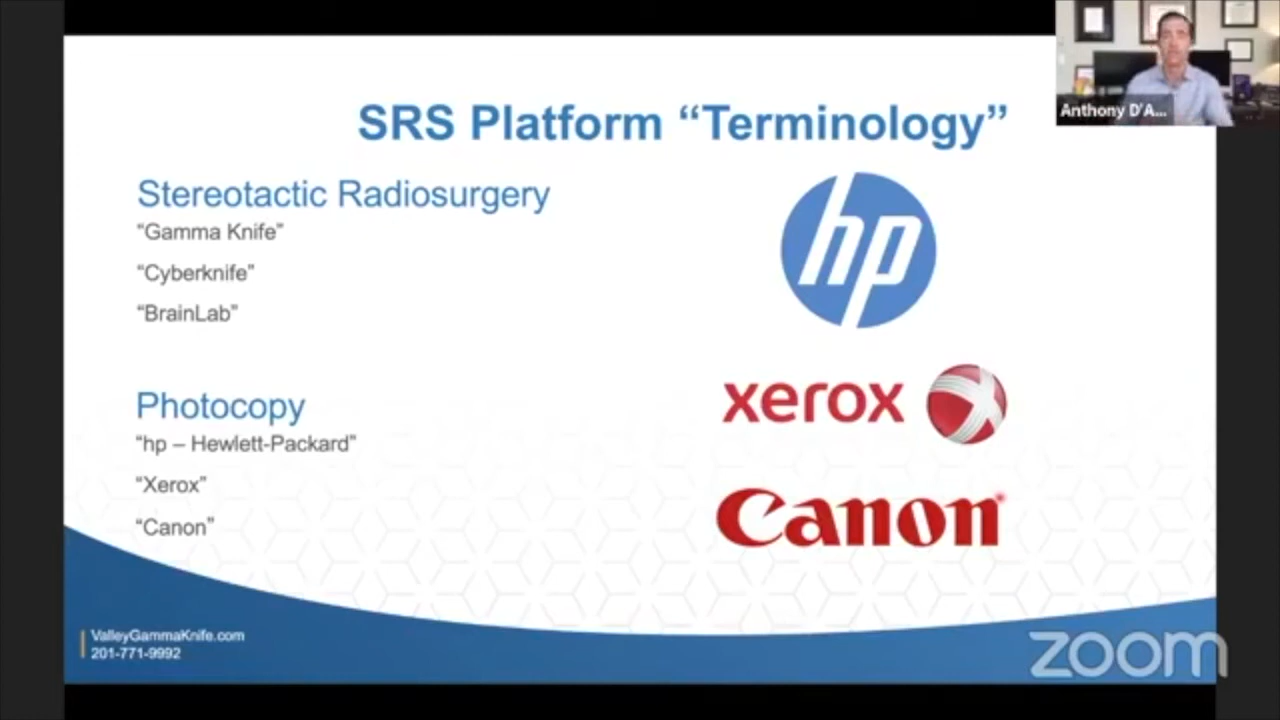 SRS Platform “Terminology”
Anthony D'A...
Stereotactic Radiosurgery
“Gamma Knife”
“Cyberknife”
“BrainLab”
hp
Photocopy
“hp – Hewlett-Packard”
“Xerox”
“Canon”
xerox
Canon
ValleyGammaKnife.com
201-771-9992
zoom